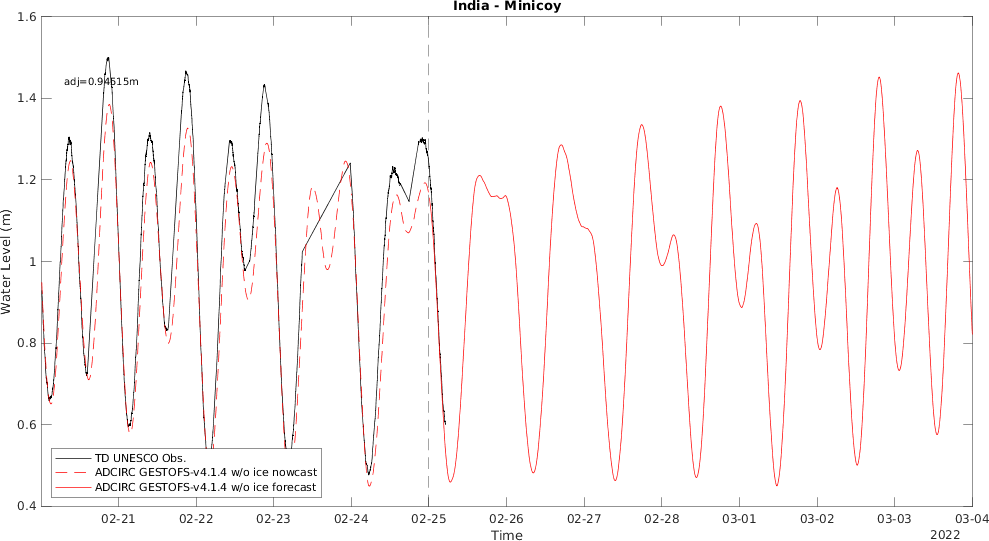 India - Minicoy
1.6
1.4
1.2
1
0.8
0.6
0.4
Water Level (m)
adj=0.94615m
TD UNESCO Obs.
ADCIRC GESTOFS-v4.1.4 w/o ice nowcast
ADCIRC GESTOFS-v4.1.4 w/o ice forecast
02-21 02-22 02-23 02-24 02-25 02-26 02-27 02-28 03-01 03-02 03-03 03-04
Time
2022